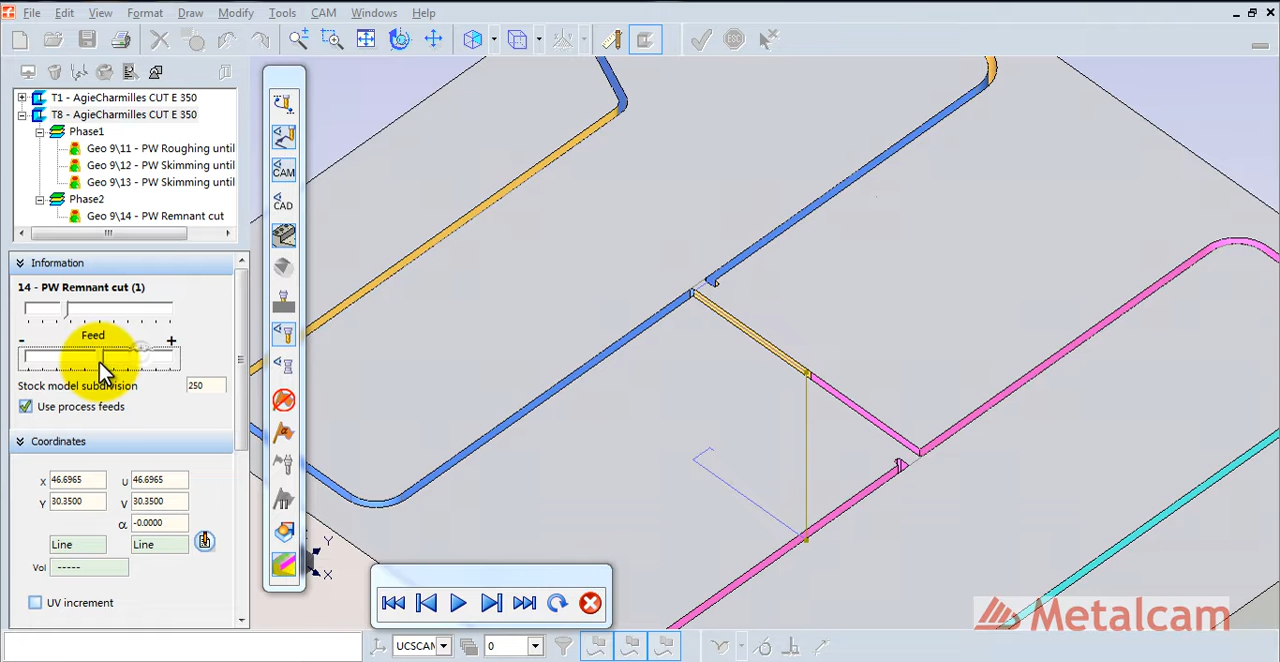 File Edit View Format Draw Modify Tools CAM Windows Help
T1 - AgieCharmilles CUT E 350
T8 - AgieCharmilles CUT E 350
Phase1
Geo 9\11 - PW Roughing until
Geo 9\12 - PW Skimming until
Geo 9\13 - PW Skimming until
Phase2
Geo 9\14 - PW Remnant cut
CAM
CAD
Information
14 - PW Remnant cut (1)
Feed
- +
Stock model subdivision 250
Use process feeds
Coordinates
X 46.6965 U 46.6965
Y 30.3500 V 30.3500
α -0.0000
Line Line
Vol -----
UV increment
Y
X
Metalcam
UCSCAN 0
ESC